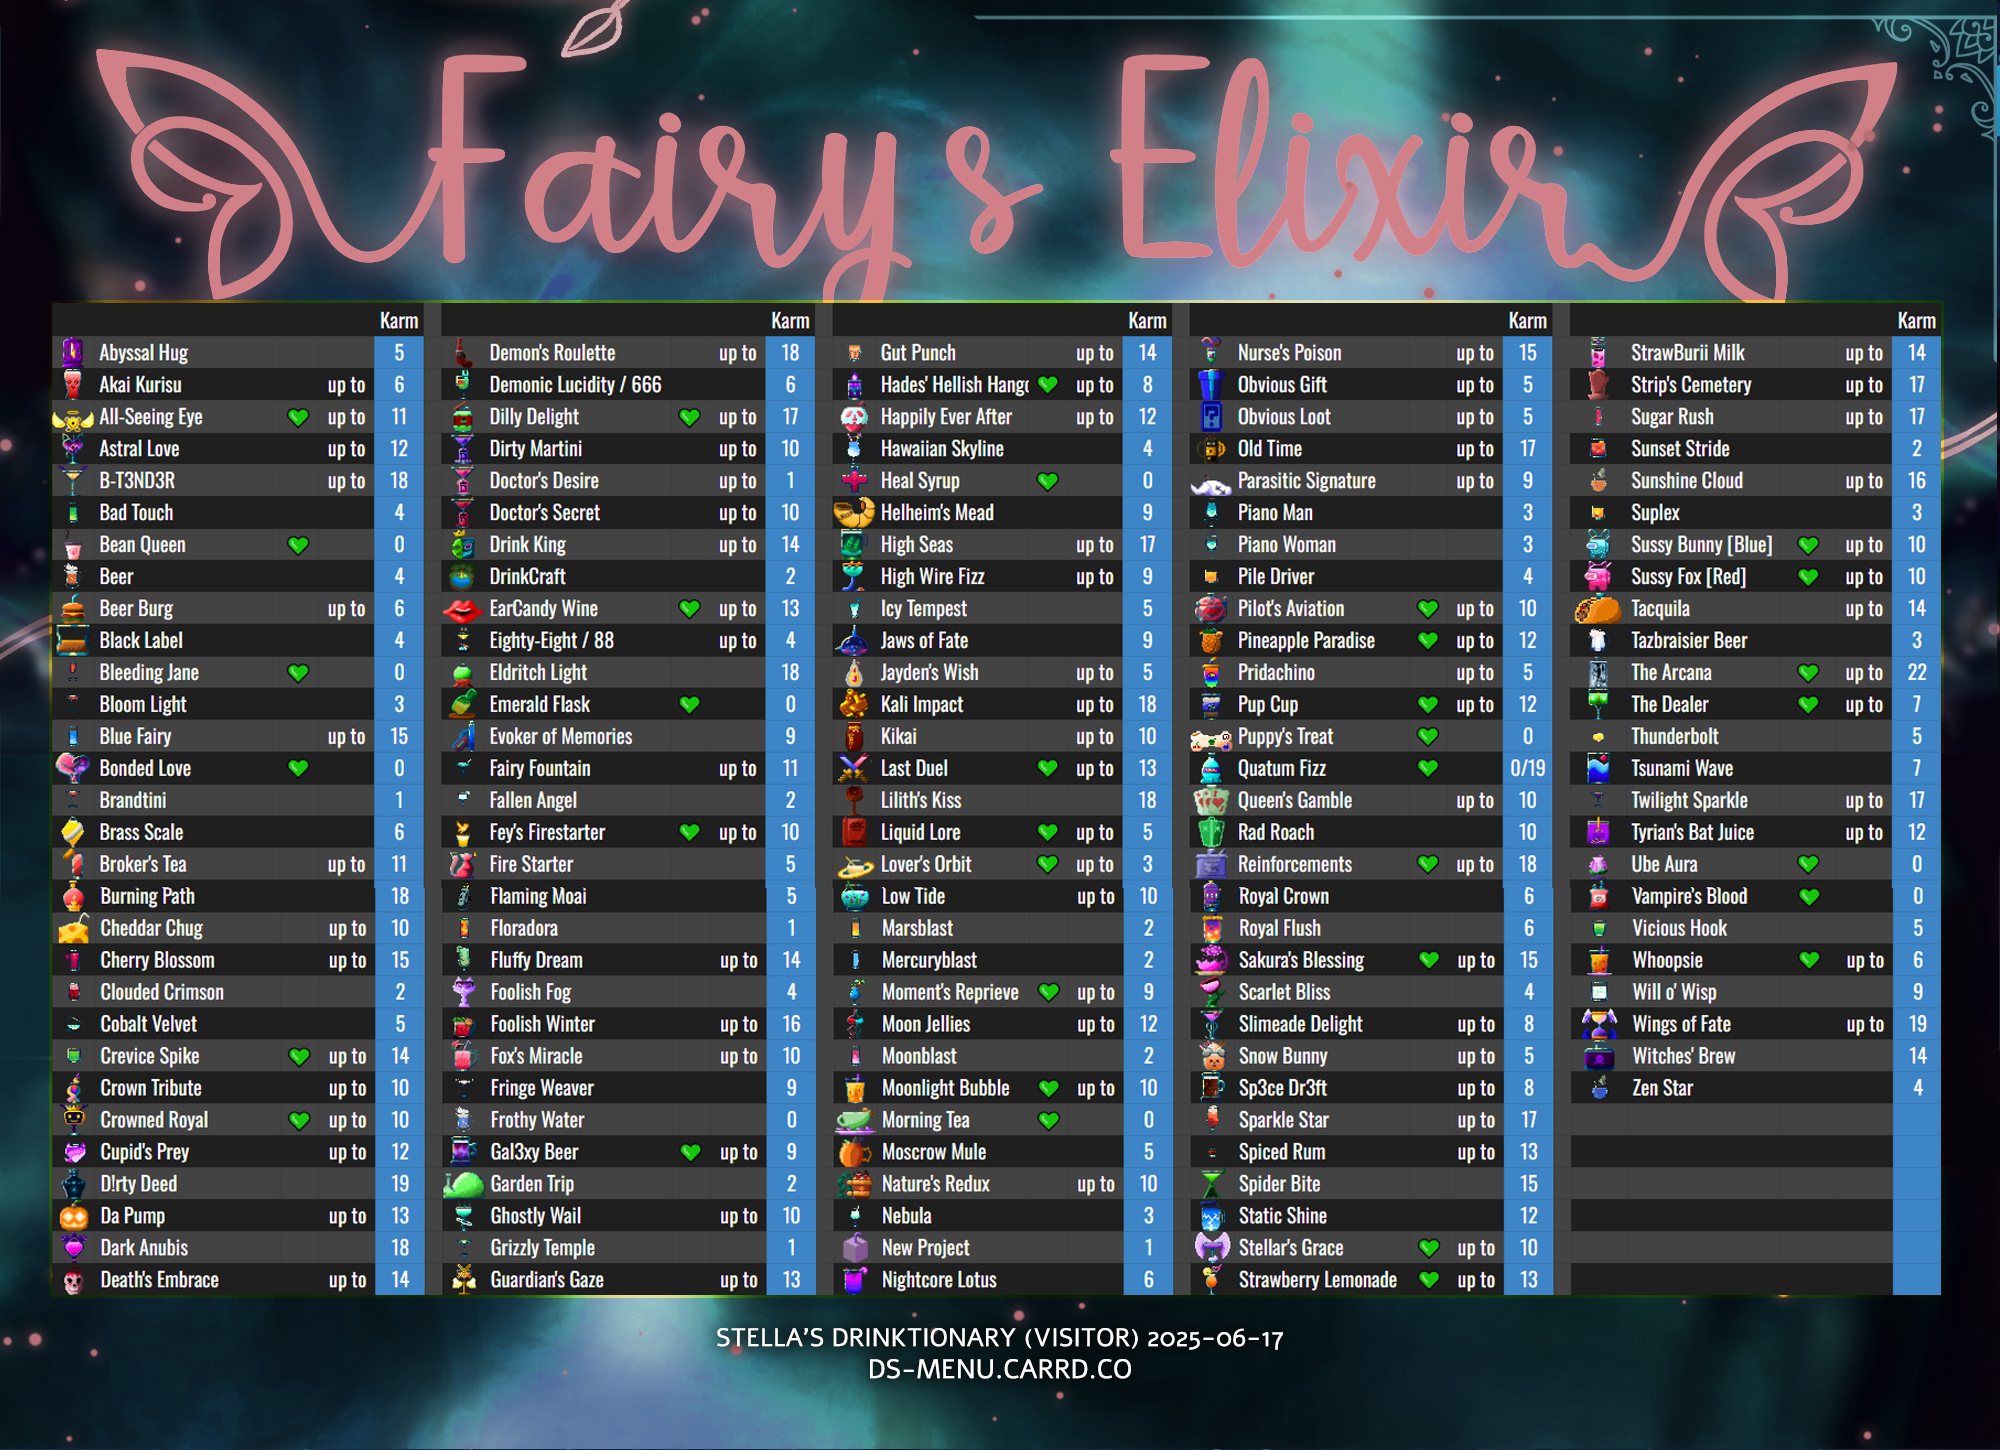 Fairy's Elixir
Karm
Abyssal Hug 5
Akai Kurisu up to 6
All-Seeing Eye up to 11
Astral Love up to 12
B-T3ND3R up to 18
Bad Touch 4
Bean Queen 0
Beer 4
Beer Burg up to 6
Black Label 4
Bleeding Jane 0
Bloom Light 3
Blue Fairy up to 15
Bonded Love 0
Brandtini 1
Brass Scale 6
Broker's Tea up to 11
Burning Path 18
Cheddar Chug up to 10
Cherry Blossom up to 15
Clouded Crimson 2
Cobalt Velvet 5
Crevice Spike up to 14
Crown Tribute up to 10
Crowned Royal up to 10
Cupid's Prey up to 12
D!rty Deed 19
Da Pump up to 13
Dark Anubis 18
Death's Embrace up to 14
Karm
Demon's Roulette up to 18
Demonic Lucidity / 666 6
Dilly Delight up to 17
Dirty Martini up to 10
Doctor's Desire up to 1
Doctor's Secret up to 10
Drink King up to 14
DrinkCraft 2
EarCandy Wine up to 13
Eighty-Eight / 88 up to 4
Eldritch Light 18
Emerald Flask 0
Evoker of Memories 9
Fairy Fountain up to 11
Fallen Angel 2
Fey's Firestarter up to 10
Fire Starter 5
Flaming Moai 5
Floradora 1
Fluffy Dream up to 14
Foolish Fog 4
Foolish Winter up to 16
Fox's Miracle up to 10
Fringe Weaver 9
Frothy Water 0
Gal3xy Beer up to 9
Garden Trip 2
Ghostly Wail up to 10
Grizzly Temple 1
Guardian's Gaze up to 13
Karm
Gut Punch up to 14
Hades' Hellish Hango up to 8
Happily Ever After up to 12
Hawaiian Skyline 4
Heal Syrup 0
Helheim's Mead 9
High Seas up to 17
High Wire Fizz up to 9
Icy Tempest 5
Jaws of Fate 9
Jayden's Wish up to 5
Kali Impact up to 18
Kikai up to 10
Last Duel up to 13
Lilith's Kiss 18
Liquid Lore up to 5
Lover's Orbit up to 3
Low Tide up to 10
Marsblast 2
Mercuryblast 2
Moment's Reprieve up to 9
Moon Jellies up to 12
Moonblast 2
Moonlight Bubble up to 10
Morning Tea 0
Moscrow Mule 5
Nature's Redux up to 10
Nebula 3
New Project 1
Nightcore Lotus 6
Karm
Nurse's Poison up to 15
Obvious Gift up to 5
Obvious Loot up to 5
Old Time up to 17
Parasitic Signature up to 9
Piano Man 3
Piano Woman 3
Pile Driver 4
Pilot's Aviation up to 10
Pineapple Paradise up to 12
Pridachino up to 5
Pup Cup up to 12
Puppy's Treat 0
Quatum Fizz 0/19
Queen's Gamble up to 10
Rad Roach 10
Reinforcements up to 18
Royal Crown 6
Royal Flush 6
Sakura's Blessing up to 15
Scarlet Bliss 4
Slimeade Delight up to 8
Snow Bunny up to 5
Sp3ce Dr3ft up to 8
Sparkle Star up to 17
Spiced Rum up to 13
Spider Bite 15
Static Shine 12
Stellar's Grace up to 10
Strawberry Lemonade up to 13
Karm
StrawBurii Milk up to 14
Strip's Cemetery up to 17
Sugar Rush up to 17
Sunset Stride 2
Sunshine Cloud up to 16
Suplex 3
Sussy Bunny [Blue] up to 10
Sussy Fox [Red] up to 10
Tacquila up to 14
Tazbraisier Beer 3
The Arcana up to 22
The Dealer up to 7
Thunderbolt 5
Tsunami Wave 7
Twilight Sparkle up to 17
Tyrian's Bat Juice up to 12
Ube Aura 0
Vampire's Blood 0
Vicious Hook 5
Whoopsie up to 6
Will o' Wisp 9
Wings of Fate up to 19
Witches' Brew 14
Zen Star 4
STELLA'S DRINKTIONARY (VISITOR) 2025-06-17
DS-MENU.CARRD.CO